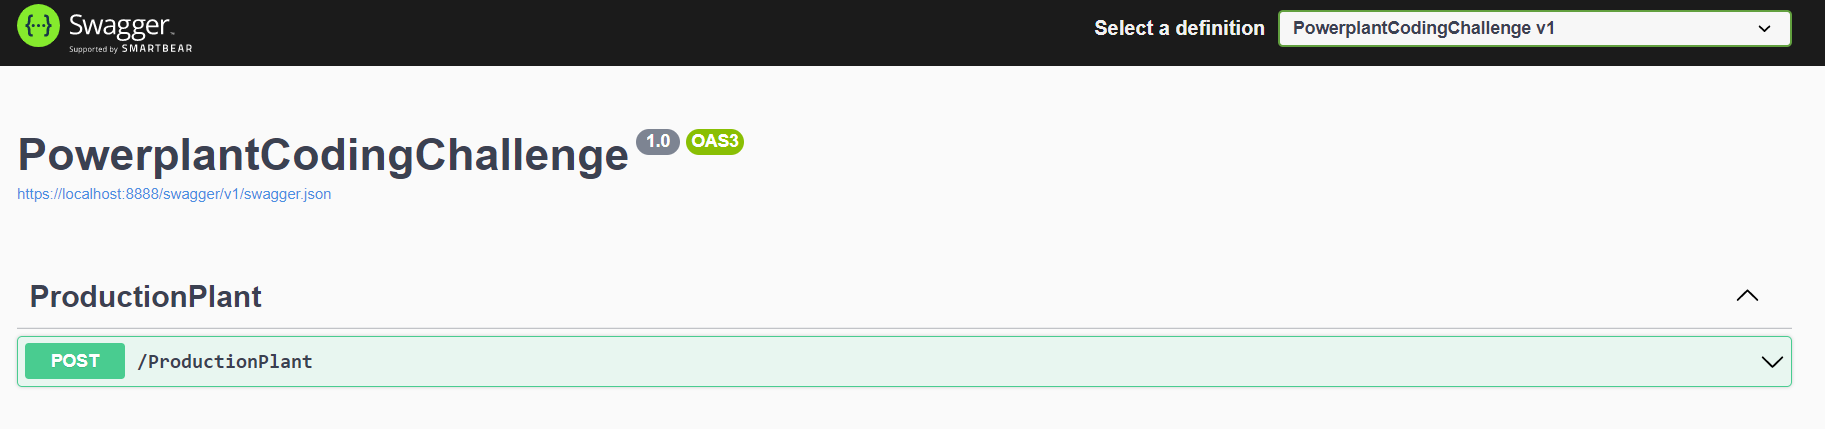 Swagger
Supported by SMARTBEAR
Select a definition
PowerplantCodingChallenge v1
PowerplantCodingChallenge 1.0 OAS3
https://localhost:8888/swagger/v1/swagger.json
ProductionPlant
POST /ProductionPlant